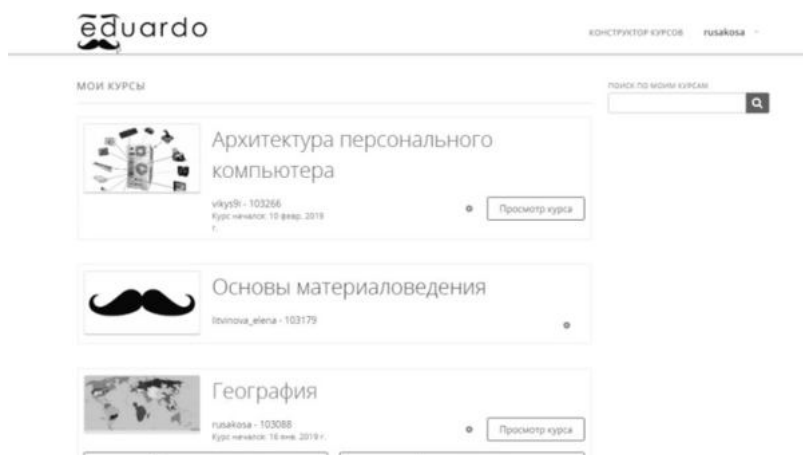 eduardo
КОНСТРУКТОР КУРСОВ rusakosa
МОИ КУРСЫ
ПОИСК ПО МОИМ КУРСАМ
Архитектура персонального
компьютера
vikys9i - 103266
Курс начался: 10 февр. 2019
г.
Просмотр курса
Основы материаловедения
litvinova_elena - 103179
География
rusakosa - 103088
Курс начался: 16 янв. 2019 г.
Просмотр курса